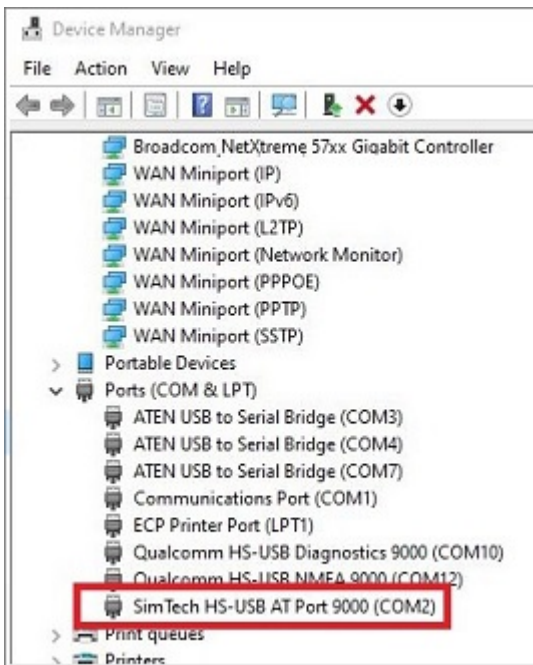 Device Manager
File Action View Help
Broadcom NetXtreme 57xx Gigabit Controller
WAN Miniport (IP)
WAN Miniport (IPv6)
WAN Miniport (L2TP)
WAN Miniport (Network Monitor)
WAN Miniport (PPPOE)
WAN Miniport (PPTP)
WAN Miniport (SSTP)
Portable Devices
Ports (COM & LPT)
ATEN USB to Serial Bridge (COM3)
ATEN USB to Serial Bridge (COM4)
ATEN USB to Serial Bridge (COM7)
Communications Port (COM1)
ECP Printer Port (LPT1)
Qualcomm HS-USB Diagnostics 9000 (COM10)
Qualcomm HS-USB NMEA 9000 (COM12)
SimTech HS-USB AT Port 9000 (COM2)
Print queues
Printers